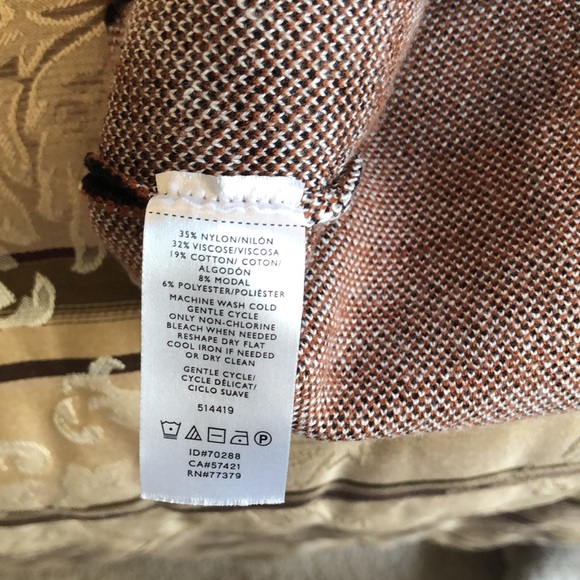 35% NYLON/NILÓN
32% VISCOSE/VISCOSA
19% COTTON/ COTON/
ALGODÓN
8% MODAL
6% POLYESTER/POLIÉSTER
MACHINE WASH COLD
GENTLE CYCLE
ONLY NON-CHLORINE
BLEACH WHEN NEEDED
RESHAPE DRY FLAT
COOL IRON IF NEEDED
OR DRY CLEAN
GENTLE CYCLE/
CYCLE DÉLICAT/
CICLO SUAVE
514419
P
ID#70288
CA#57421
RN#77379